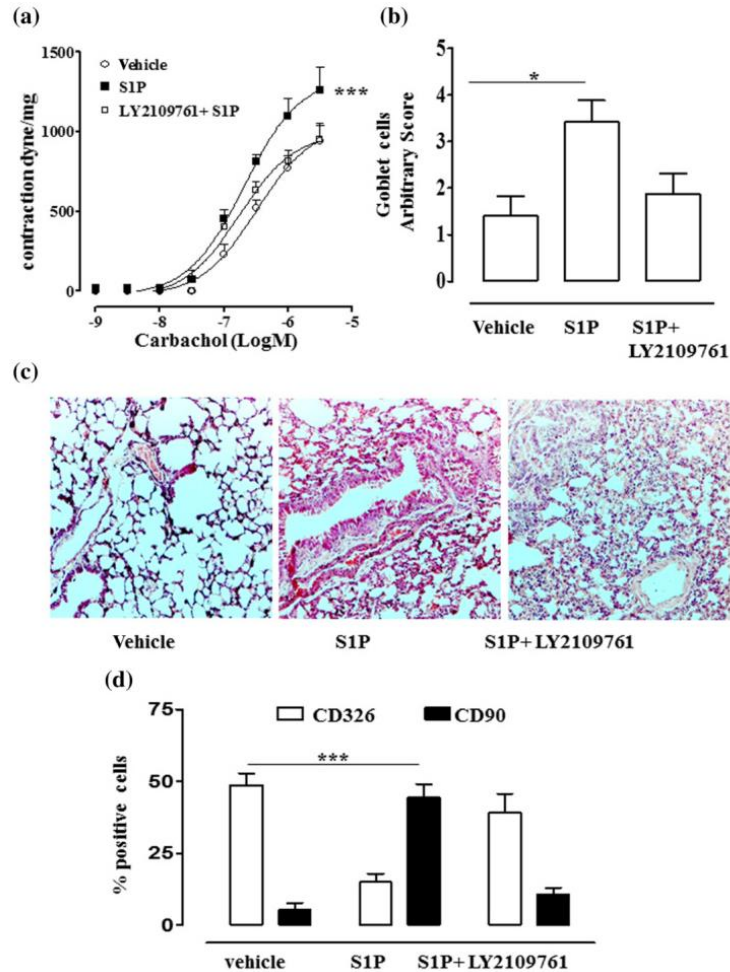 (a)
1500
1000
500
0
contraction dyne/mg
Vehicle
S1P
LY2109761+ S1P
***
-9 -8 -7 -6 -5
Carbachol (LogM)
(b)
5
4
3
2
1
0
Goblet cells
Arbitrary Score
*
Vehicle S1P S1P+
LY2109761
(c)
Vehicle S1P S1P+LY2109761
(d)
75
50
25
0
% positive cells
CD326 CD90
***
vehicle S1P S1P+LY2109761